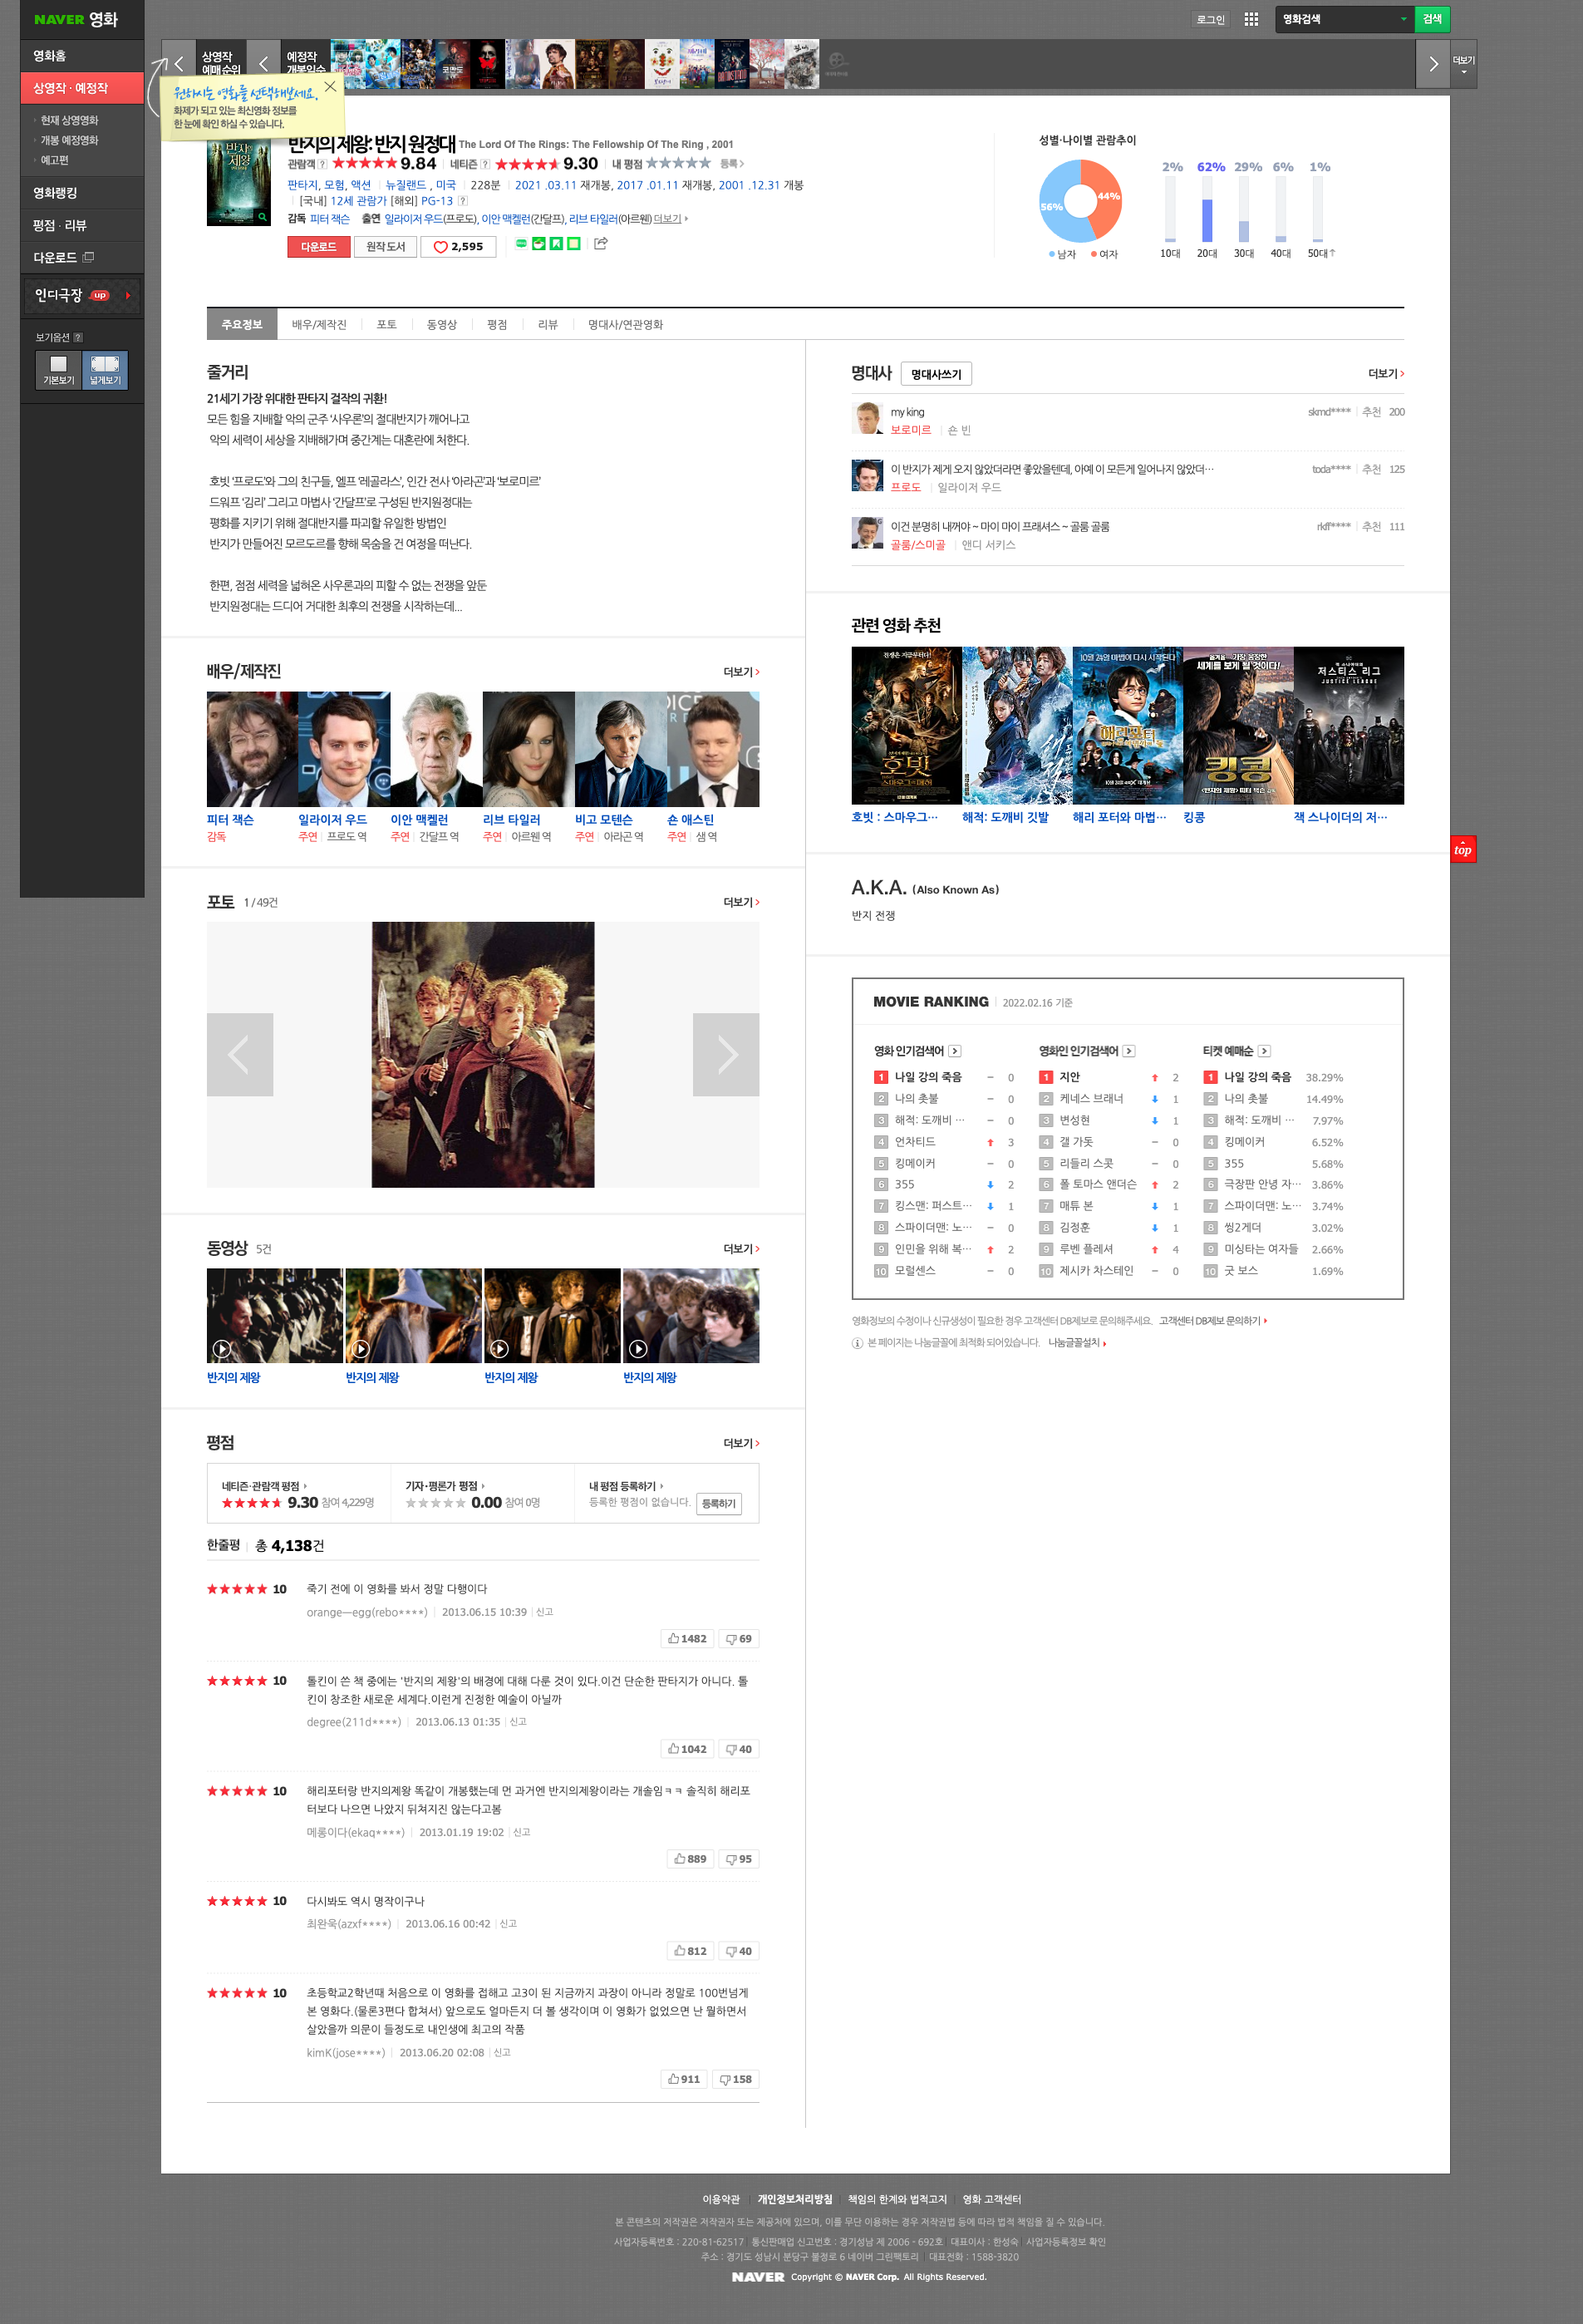 NAVER 영화
로그인
영화검색
검색
영화홈
상영작 · 예정작
현재 상영영화
개봉 예정영화
예고편
영화랭킹
평점 · 리뷰
다운로드
인디극장 up
보기옵션 ?
기본보기 넓게보기
상영작
예매순위
예정작
개봉일순
더보기
원하시는 영화를 선택해보세요.
화제가 되고 있는 최신영화 정보를
한 눈에 확인 하실 수 있습니다.
반지의 제왕: 반지 원정대 The Lord Of The Rings: The Fellowship Of The Ring , 2001
관람객 ? 9.84 네티즌 ? 9.30 내 평점 등록
판타지, 모험, 액션 뉴질랜드 , 미국 228분 2021 .03.11 재개봉, 2017 .01.11 재개봉, 2001 .12.31 개봉
[국내] 12세 관람가 [해외] PG-13 ?
감독 피터 잭슨 출연 일라이저 우드(프로도), 이안 맥켈런(간달프), 리브 타일러(아르웬) 더보기
다운로드 원작 도서 2,595
성별·나이별 관람추이
56% 44%
남자 여자
2% 62% 29% 6% 1%
10대 20대 30대 40대 50대↑
주요정보 배우/제작진 포토 동영상 평점 리뷰 명대사/연관영화
줄거리
21세기 가장 위대한 판타지 걸작의 귀환!
모든 힘을 지배할 악의 군주 ‘사우론’의 절대반지가 깨어나고
악의 세력이 세상을 지배해가며 중간계는 대혼란에 처한다.
호빗 ‘프로도’와 그의 친구들, 엘프 ‘레골라스’, 인간 전사 ‘아라곤’과 ‘보로미르’
드워프 ‘김리’ 그리고 마법사 ‘간달프’로 구성된 반지원정대는
평화를 지키기 위해 절대반지를 파괴할 유일한 방법인
반지가 만들어진 모르도르를 향해 목숨을 건 여정을 떠난다.
한편, 점점 세력을 넓혀온 사우론과의 피할 수 없는 전쟁을 앞둔
반지원정대는 드디어 거대한 최후의 전쟁을 시작하는데...
배우/제작진 더보기
피터 잭슨 일라이저 우드 이안 맥켈런 리브 타일러 비고 모텐슨 숀 애스틴
감독 주연 프로도 역 주연 간달프 역 주연 아르웬 역 주연 아라곤 역 주연 샘 역
포토 1 / 49건 더보기
동영상 5건 더보기
반지의 제왕 반지의 제왕 반지의 제왕 반지의 제왕
평점 더보기
네티즌·관람객 평점 기자·평론가 평점 내 평점 등록하기
9.30 참여 4,229명 0.00 참여 0명 등록한 평점이 없습니다. 등록하기
한줄평 총 4,138건
10 죽기 전에 이 영화를 봐서 정말 다행이다
orange—egg(rebo****) 2013.06.15 10:39 신고
1482 69
10 톨킨이 쓴 책 중에는 '반지의 제왕'의 배경에 대해 다룬 것이 있다.이건 단순한 판타지가 아니다. 톨
킨이 창조한 새로운 세계다.이런게 진정한 예술이 아닐까
degree(211d****) 2013.06.13 01:35 신고
1042 40
10 해리포터랑 반지의제왕 똑같이 개봉했는데 먼 과거엔 반지의제왕이라는 개솔임ㅋㅋ 솔직히 해리포
터보다 나으면 나았지 뒤쳐지진 않는다고봄
메롱이다(ekaq****) 2013.01.19 19:02 신고
889 95
10 다시봐도 역시 명작이구나
최완욱(azxf****) 2013.06.16 00:42 신고
812 40
10 초등학교2학년때 처음으로 이 영화를 접해고 고3이 된 지금까지 과장이 아니라 정말로 100번넘게
본 영화다.(물론3편다 합쳐서) 앞으로도 얼마든지 더 볼 생각이며 이 영화가 없었으면 난 뭘하면서
살았을까 의문이 들정도로 내인생에 최고의 작품
kimK(jose****) 2013.06.20 02:08 신고
911 158
명대사 명대사쓰기 더보기
my king skmd**** 추천 200
보로미르 숀 빈
이 반지가 제게 오지 않았더라면 좋았을텐데, 아예 이 모든게 일어나지 않았더… toda**** 추천 125
프로도 일라이저 우드
이건 분명히 내꺼야 ~ 마이 마이 프래셔스 ~ 골룸 골룸 rkff**** 추천 111
골룸/스미골 앤디 서키스
관련 영화 추천
호빗 : 스마우그… 해적: 도깨비 깃발 해리 포터와 마법… 킹콩 잭 스나이더의 저…
top
A.K.A. (Also Known As)
반지 전쟁
MOVIE RANKING 2022.02.16 기준
영화 인기검색어 영화인 인기검색어 티켓 예매순
1 나일 강의 죽음 0 1 지안 2 1 나일 강의 죽음 38.29%
2 나의 촛불 0 2 케네스 브래너 1 2 나의 촛불 14.49%
3 해적: 도깨비 … 0 3 변성현 1 3 해적: 도깨비 … 7.97%
4 언차티드 3 4 갤 가돗 0 4 킹메이커 6.52%
5 킹메이커 0 5 리들리 스콧 0 5 355 5.68%
6 355 2 6 폴 토마스 앤더슨 2 6 극장판 안녕 자… 3.86%
7 킹스맨: 퍼스트… 1 7 매튜 본 1 7 스파이더맨: 노… 3.74%
8 스파이더맨: 노… 0 8 김정훈 1 8 씽2게더 3.02%
9 인민을 위해 복… 2 9 루벤 플레셔 4 9 미싱타는 여자들 2.66%
10 모럴센스 0 10 제시카 차스테인 0 10 굿 보스 1.69%
영화정보의 수정이나 신규생성이 필요한 경우 고객센터 DB제보로 문의해주세요. 고객센터 DB제보 문의하기
본 페이지는 나눔글꼴에 최적화 되어있습니다. 나눔글꼴설치
이용약관 개인정보처리방침 책임의 한계와 법적고지 영화 고객센터
본 콘텐츠의 저작권은 저작권자 또는 제공처에 있으며, 이를 무단 이용하는 경우 저작권법 등에 따라 법적 책임을 질 수 있습니다.
사업자등록번호 : 220-81-62517 통신판매업 신고번호 : 경기성남 제 2006 - 692호 대표이사 : 한성숙 사업자등록정보 확인
주소 : 경기도 성남시 분당구 불정로 6 네이버 그린팩토리 대표전화 : 1588-3820
NAVER Copyright © NAVER Corp. All Rights Reserved.